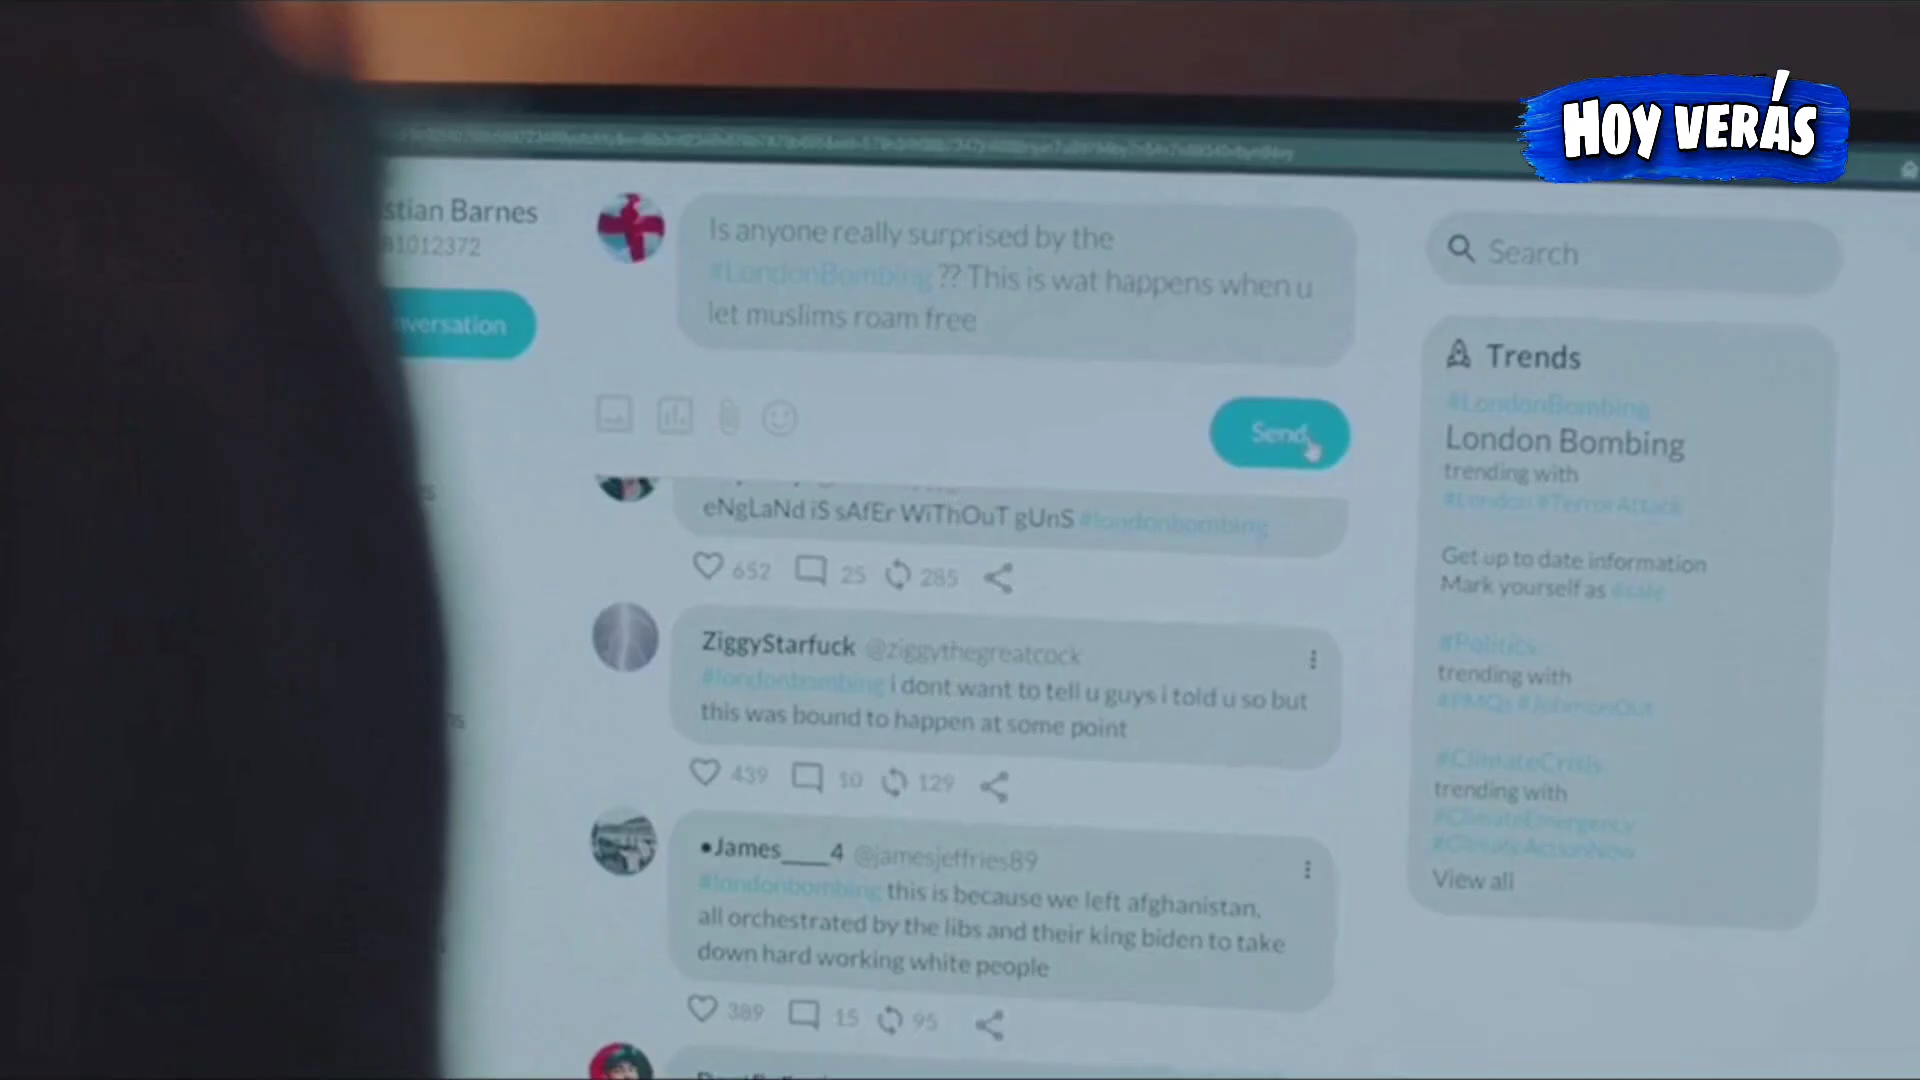 HOY VERÁS
stian Barnes
1012372
nversation
Is anyone really surprised by the
#LondonBombing ?? This is wat happens when u
let muslims roam free
Send
eNgLaNd iS sAfEr WiThOuT gUnS #londonbombing
652 25 285
ZiggyStarfuck @ziggythegreatcock
#londonbombing i dont want to tell u guys i told u so but
this was bound to happen at some point
439 10 129
•James____4 @jamesjeffries89
#londonbombing this is because we left afghanistan,
all orchestrated by the libs and their king biden to take
down hard working white people
389 15 95
Search
Trends
#LondonBombing
London Bombing
trending with
#London #TerrorAttack
Get up to date information
Mark yourself as #safe
#Politics
trending with
#PMQs #JohnsonOut
#ClimateCrisis
trending with
#ClimateEmergency
#ClimateActionNow
View all